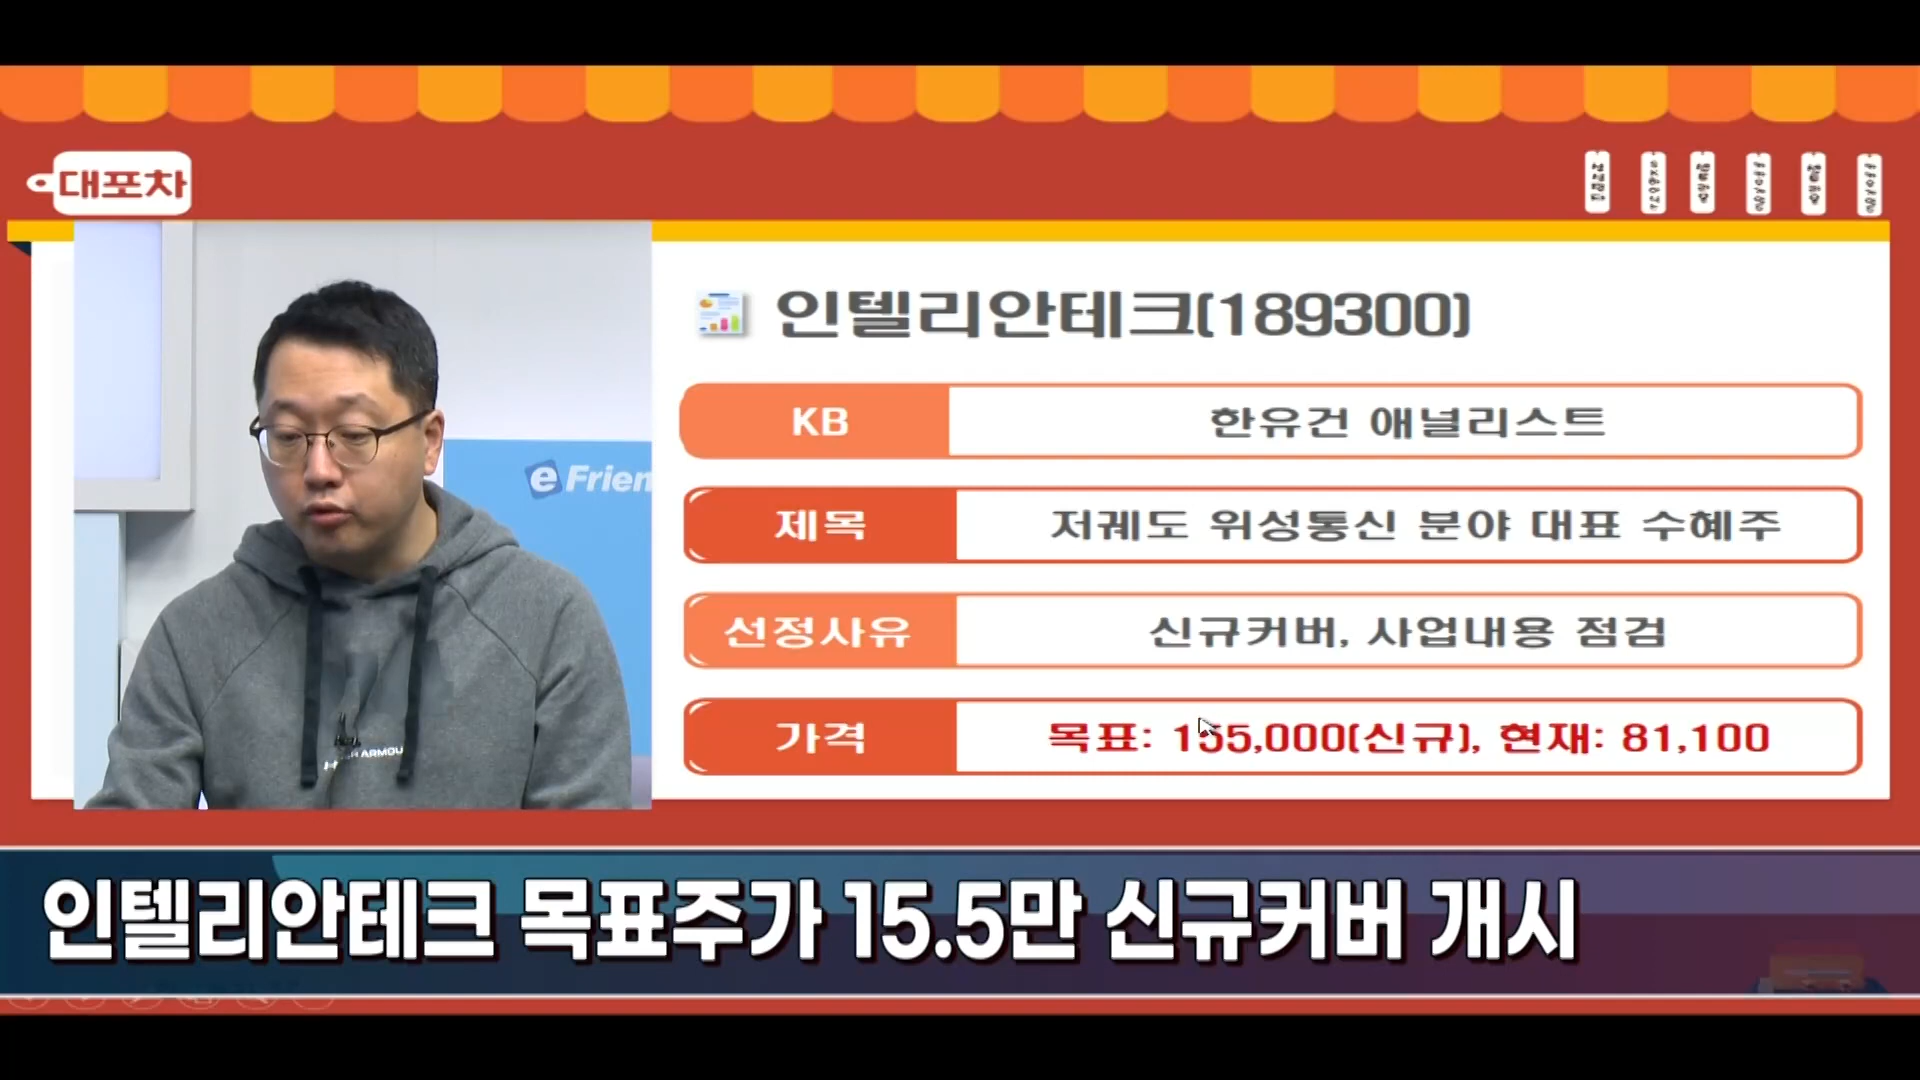 대포차
인텔리안테크(189300)
e Frien
KB
한유건 애널리스트
제목
저궤도 위성통신 분야 대표 수혜주
선정사유
신규커버, 사업내용 점검
가격
목표: 155,000(신규), 현재: 81,100
인텔리안테크 목표주가 15.5만 신규커버 개시